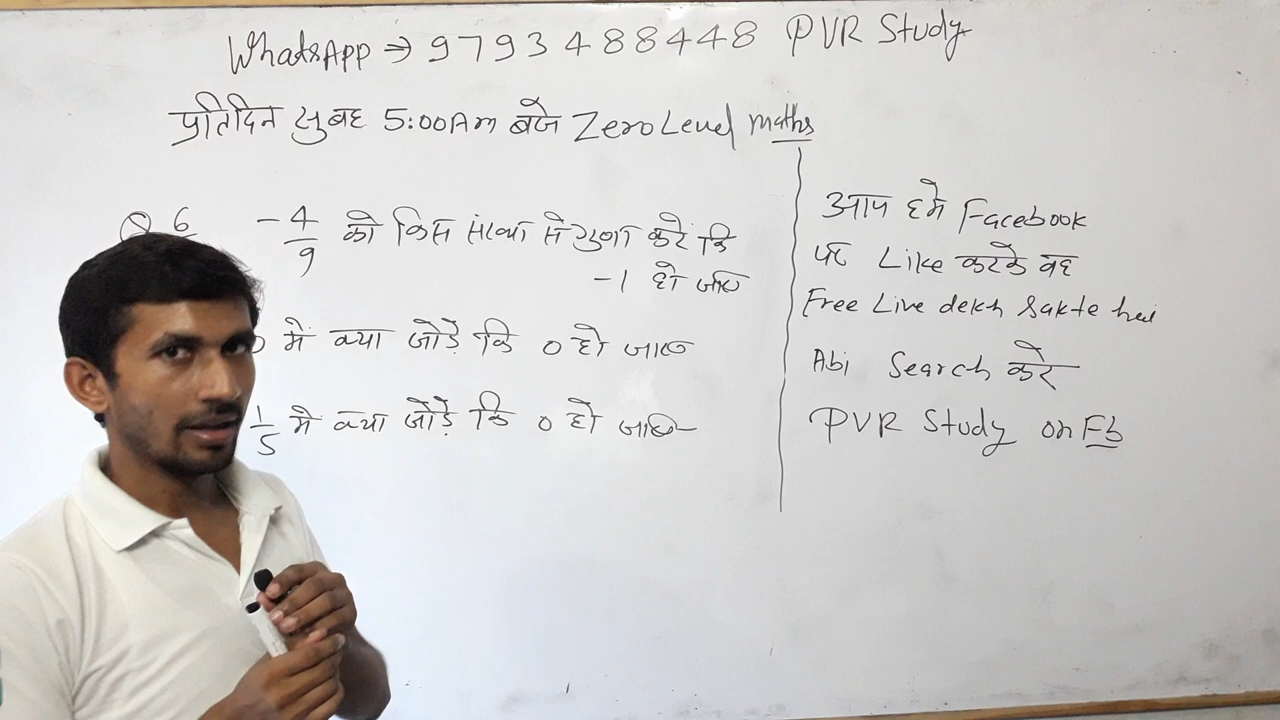 WhatsApp ⇒ 9793488448 PVR Study
प्रतिदिन सुबह 5:00Am बजे Zero Level maths
Q 6 -4/9 को किस संख्या से गुणा करे कि
-1 हो जाए
0 मे क्या जोड़े कि 0 हो जाए
1/5 मे क्या जोड़े कि 0 हो जाये
आप हमे Facebook
पर Like करके वह
Free Live dekh Sakte hei
Abi Search करे
PVR Study on Fb